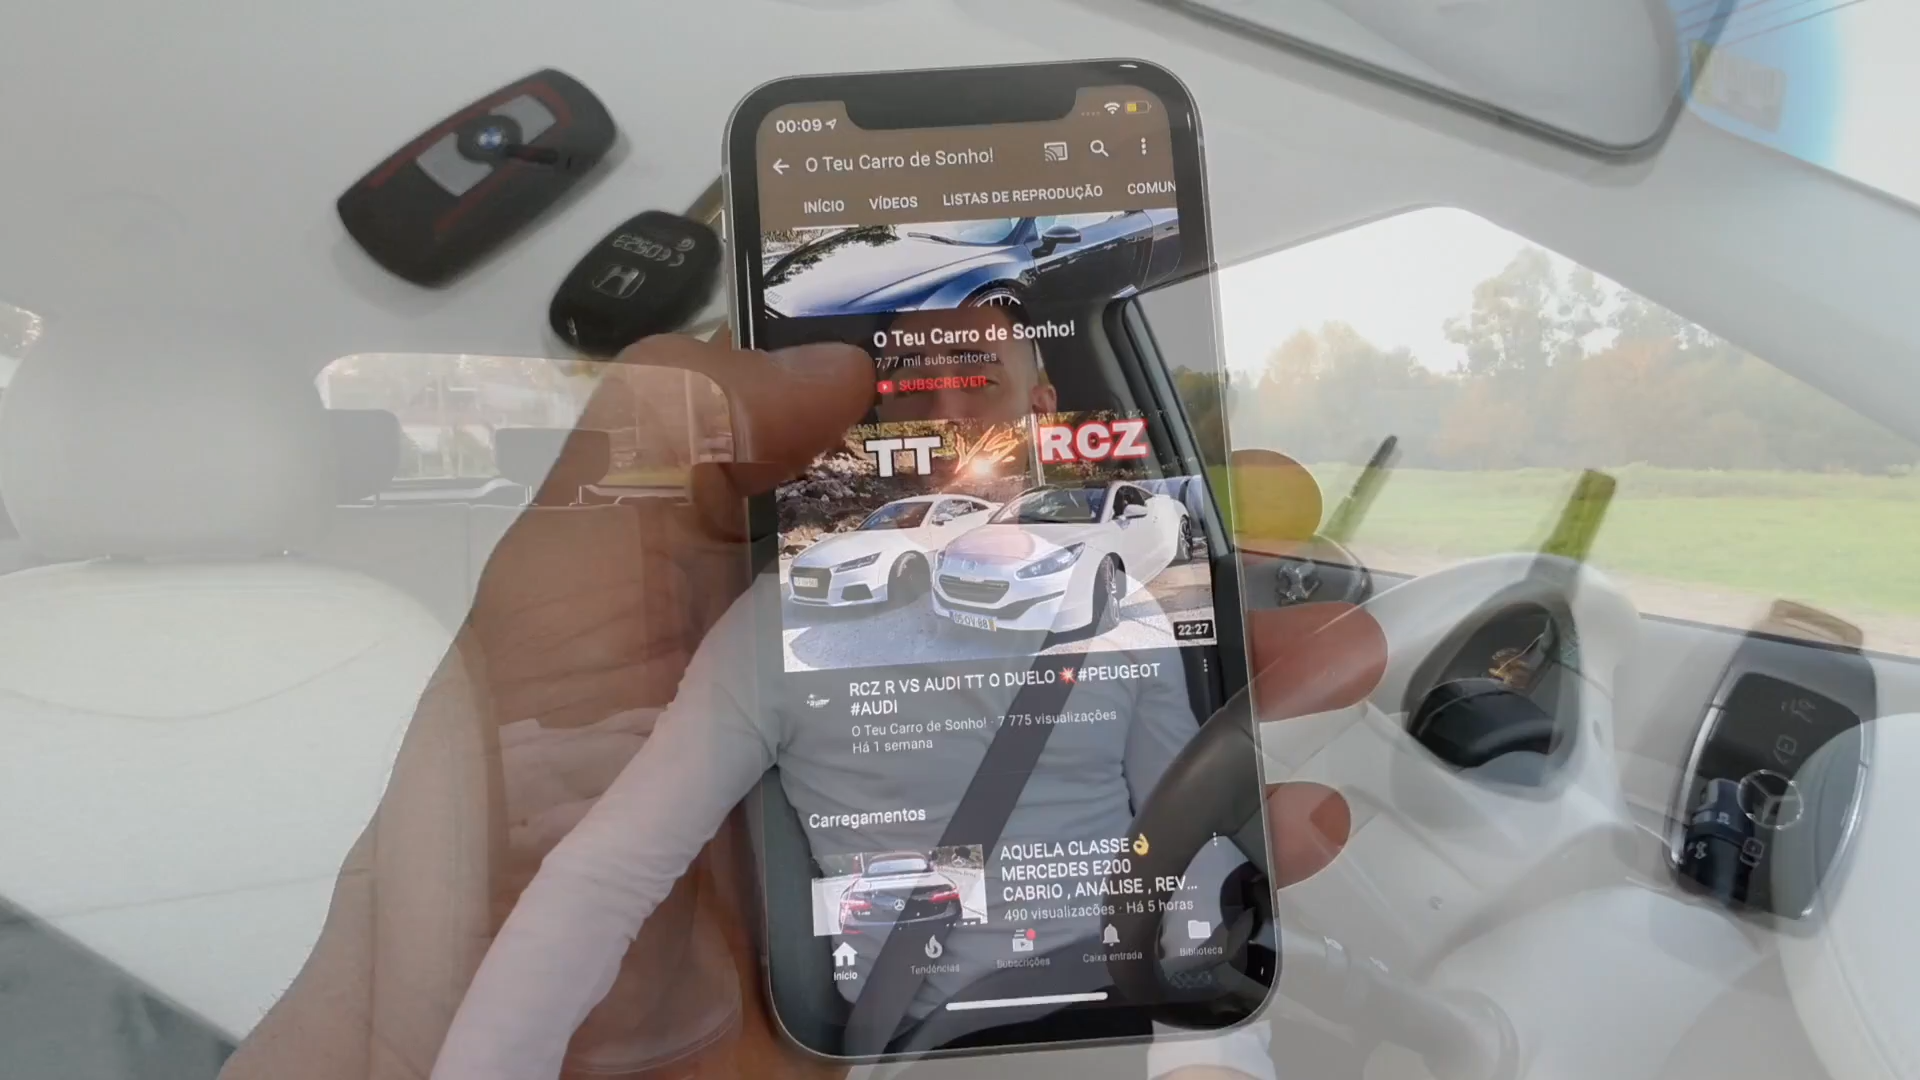 00:09
O Teu Carro de Sonho!
INÍCIO VÍDEOS LISTAS DE REPRODUÇÃO COMUN
O Teu Carro de Sonho!
7,77 mil subscritores
SUBSCREVER
TT VS RCZ
22:27
RCZ R VS AUDI TT O DUELO 💥#PEUGEOT
#AUDI
O Teu Carro de Sonho! · 7 775 visualizações
Há 1 semana
Carregamentos
AQUELA CLASSE👌
MERCEDES E200
CABRIO , ANÁLISE , REV...
490 visualizações · Há 5 horas
Início Tendências Subscrições Caixa entrada Biblioteca